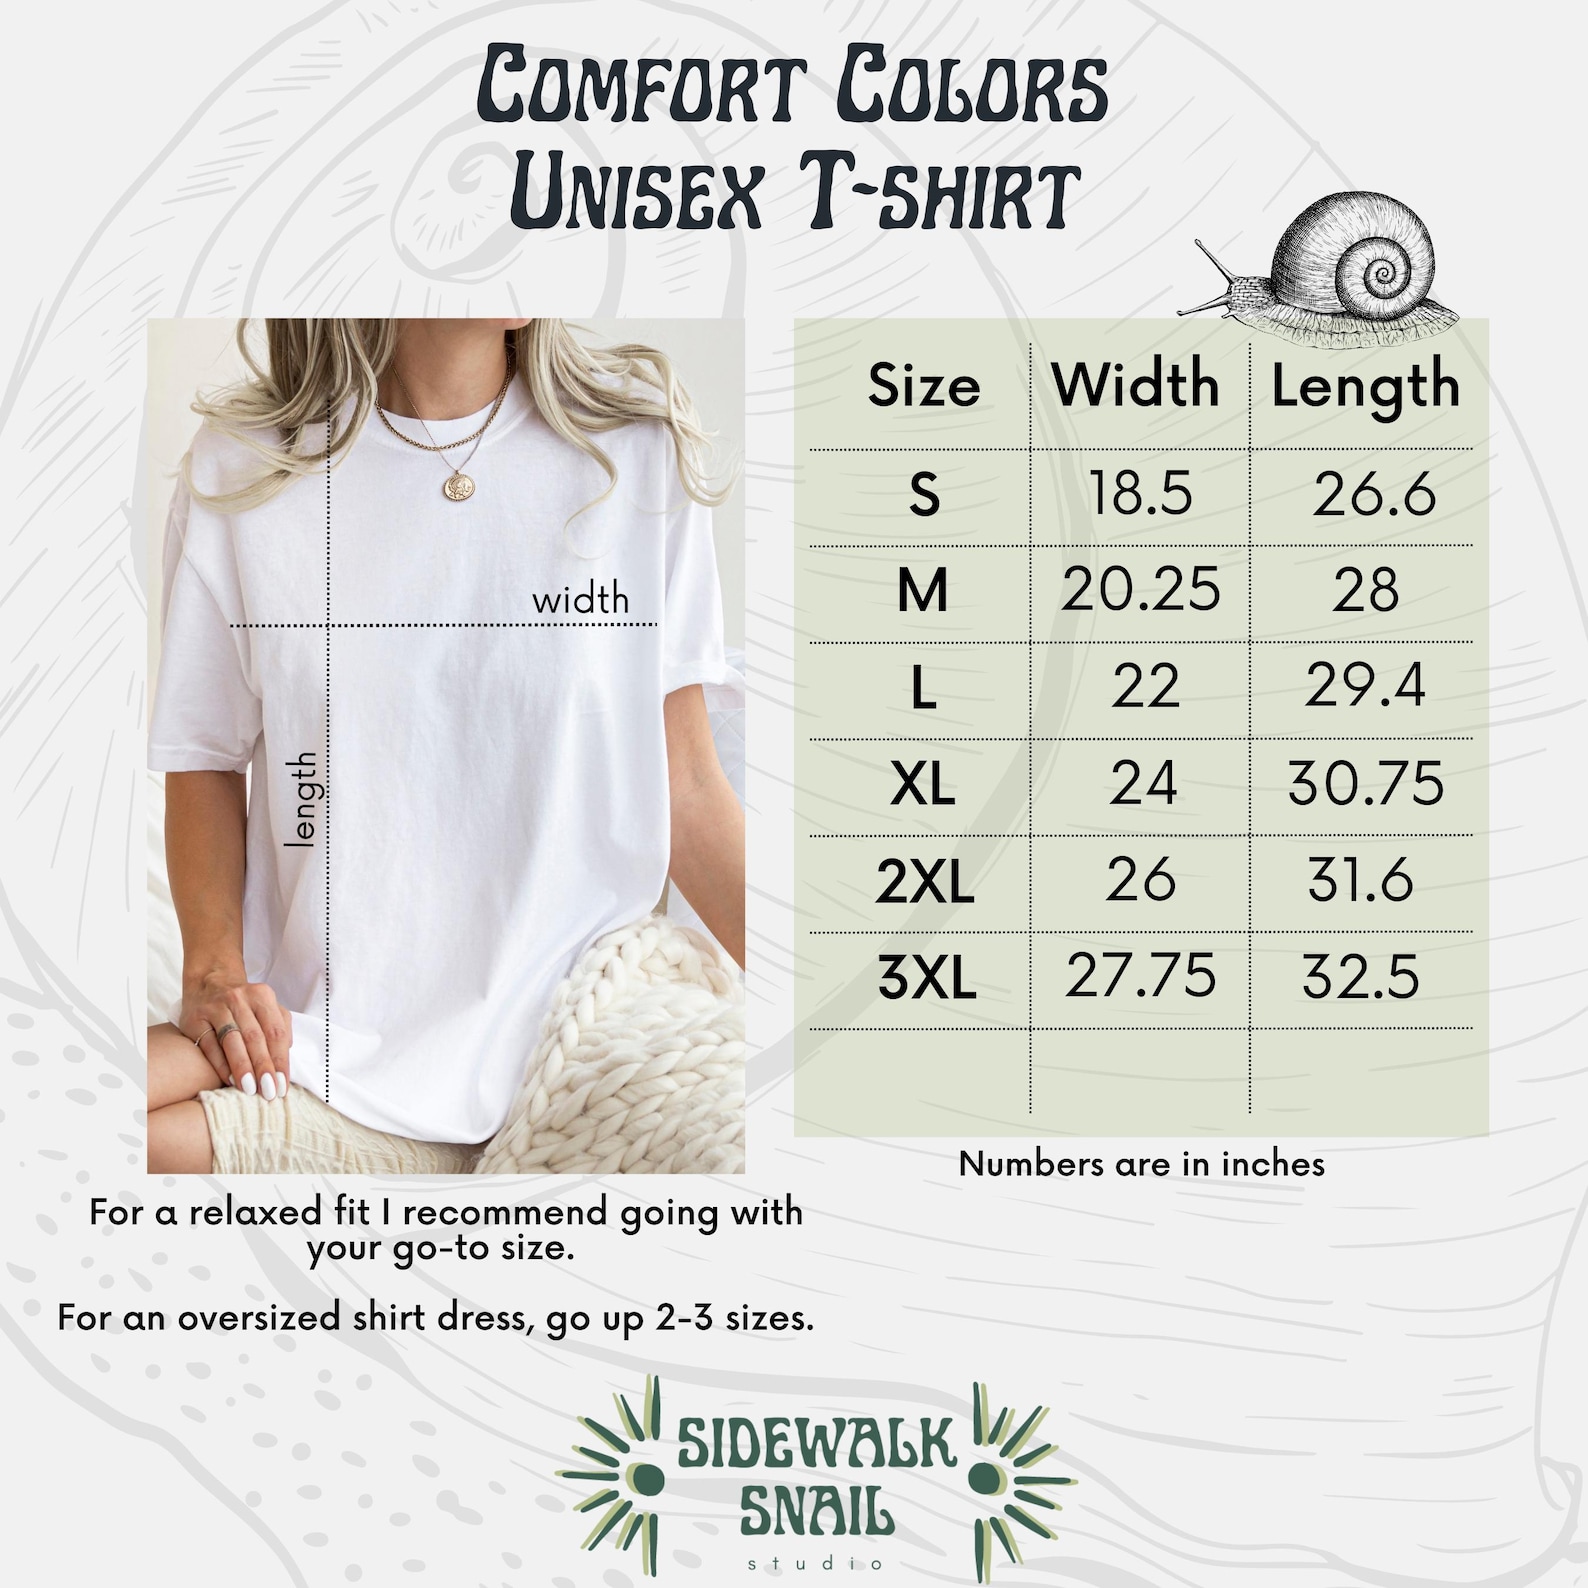 Comfort Colors
Unisex T-shirt
Size Width Length
S 18.5 26.6
M 20.25 28
L 22 29.4
XL 24 30.75
2XL 26 31.6
3XL 27.75 32.5
width
length
Numbers are in inches
For a relaxed fit I recommend going with
your go-to size.
For an oversized shirt dress, go up 2-3 sizes.
SIDEWALK
SNAIL
studio